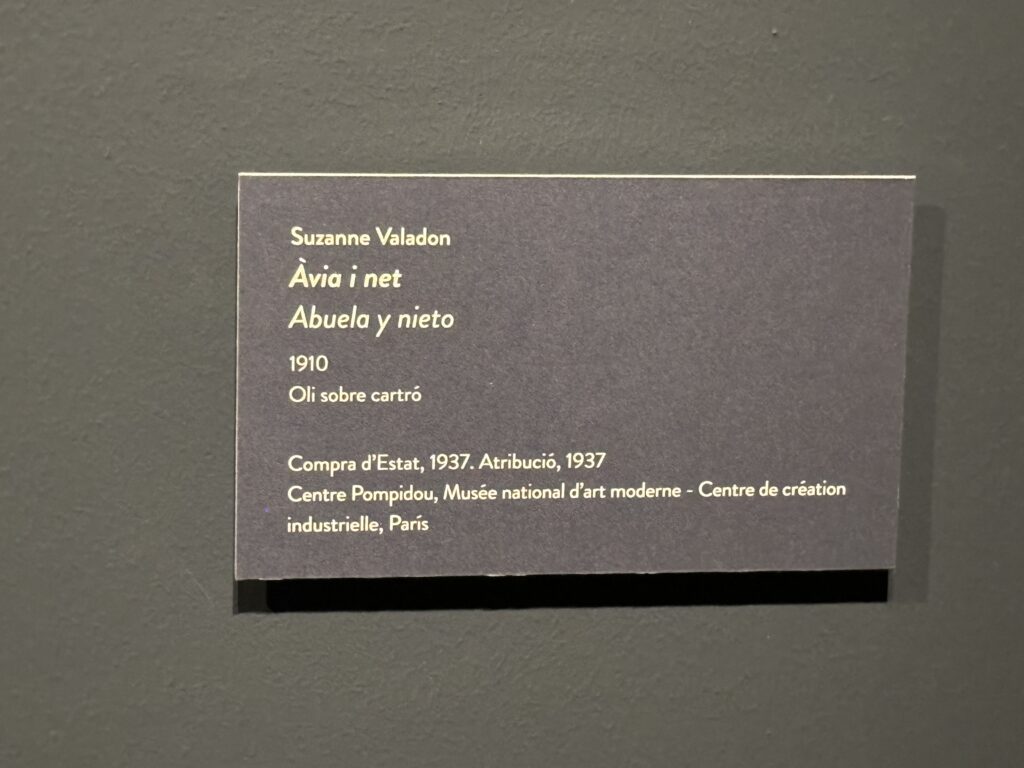 Suzanne Valadon
Àvia i net
Abuela y nieto
1910
Oli sobre cartró
Compra d’Estat, 1937. Atribució, 1937
Centre Pompidou, Musée national d’art moderne - Centre de création
industrielle, París